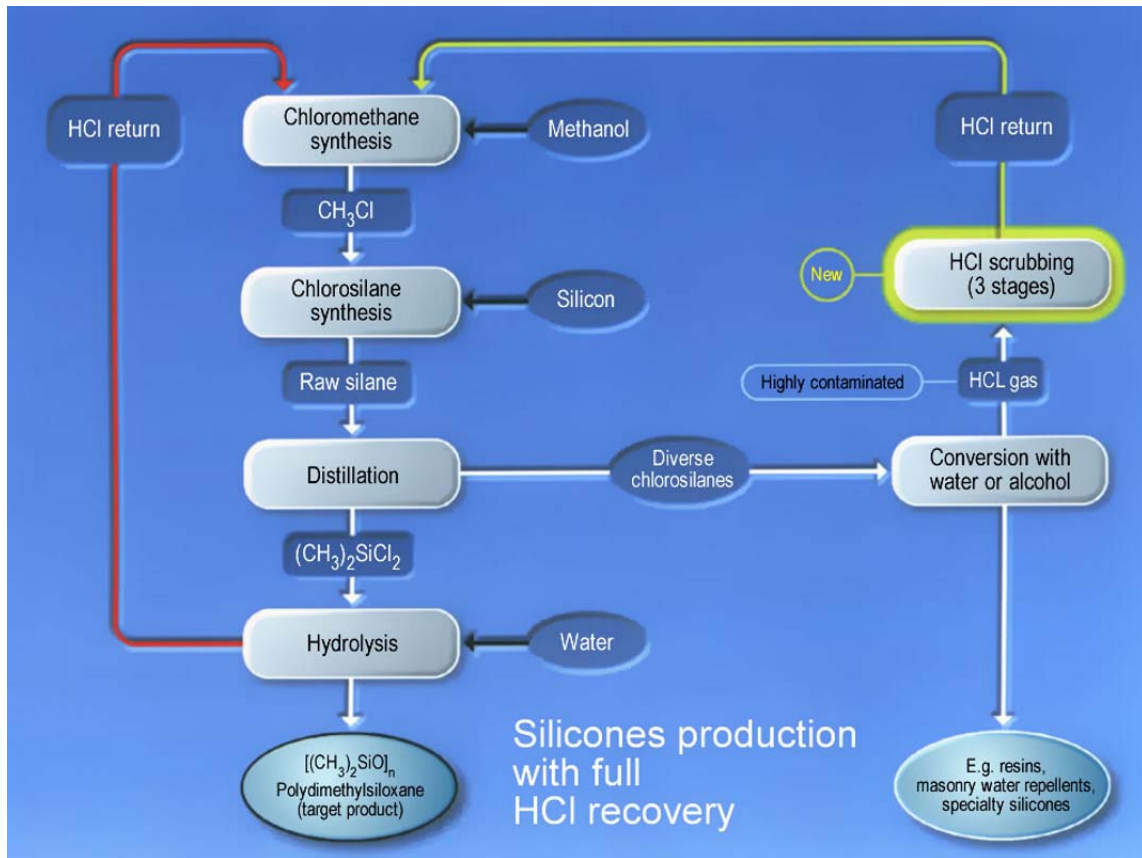 HCl return
Chloromethane
synthesis
Methanol
HCl return
CH₃Cl
Chlorosilane
synthesis
Silicon
New
HCl scrubbing
(3 stages)
Raw silane
Highly contaminated
HCL gas
Distillation
Diverse
chlorosilanes
Conversion with
water or alcohol
(CH₃)₂SiCl₂
Hydrolysis
Water
[(CH₃)₂SiO]ₙ
Polydimethylsiloxane
(target product)
Silicones production
with full
HCl recovery
E.g. resins,
masonry water repellents,
specialty silicones